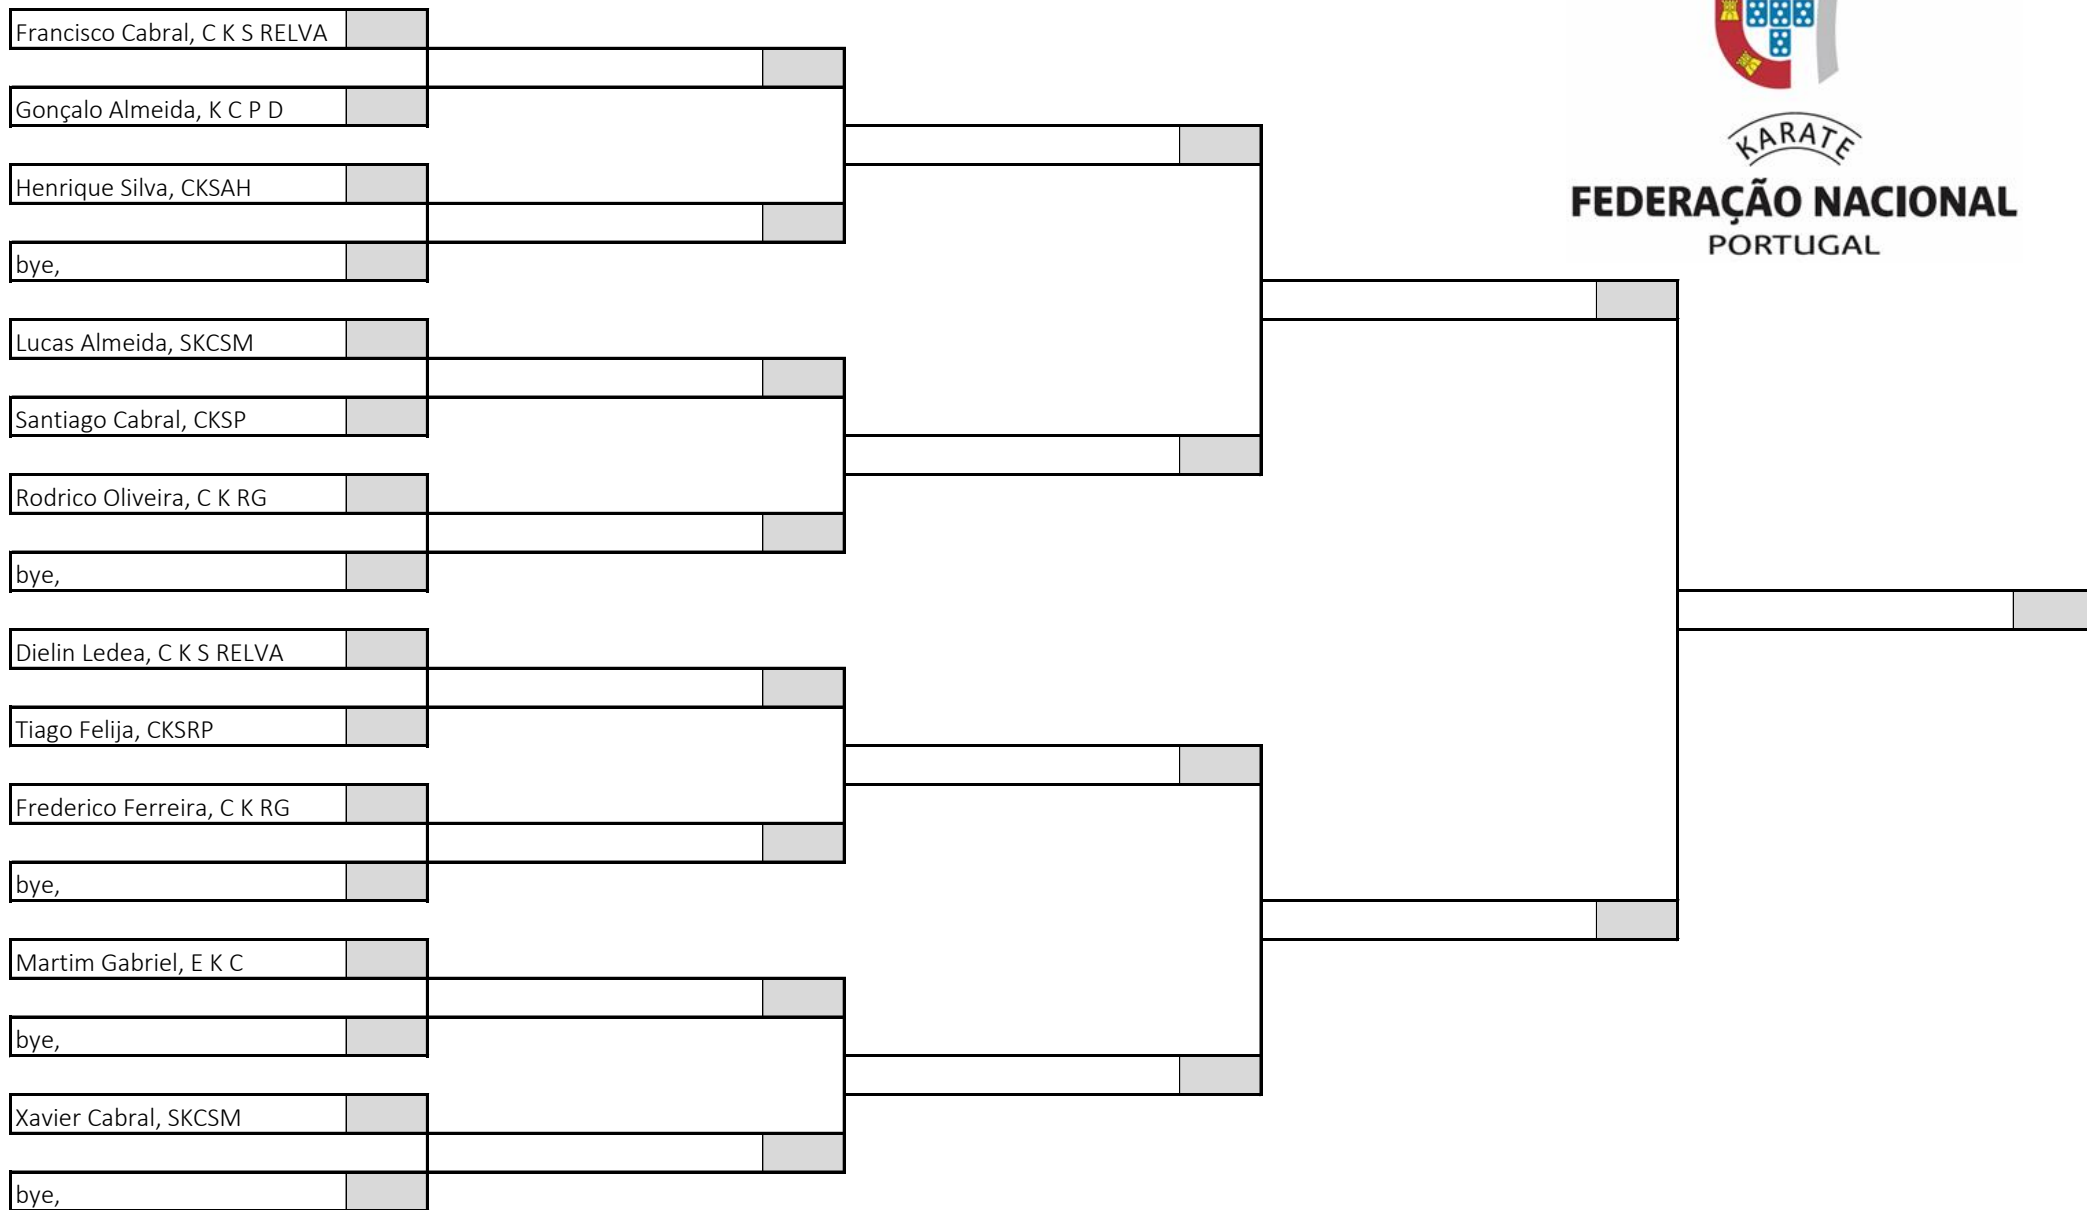 Francisco Cabral, C K S RELVA
Gonçalo Almeida, K C P D
Henrique Silva, CKSAH
bye,
Lucas Almeida, SKCSM
Santiago Cabral, CKSP
Rodrico Oliveira, C K RG
bye,
Dielin Ledea, C K S RELVA
Tiago Felija, CKSRP
Frederico Ferreira, C K RG
bye,
Martim Gabriel, E K C
bye,
Xavier Cabral, SKCSM
bye,
KARATE
FEDERAÇÃO NACIONAL
PORTUGAL